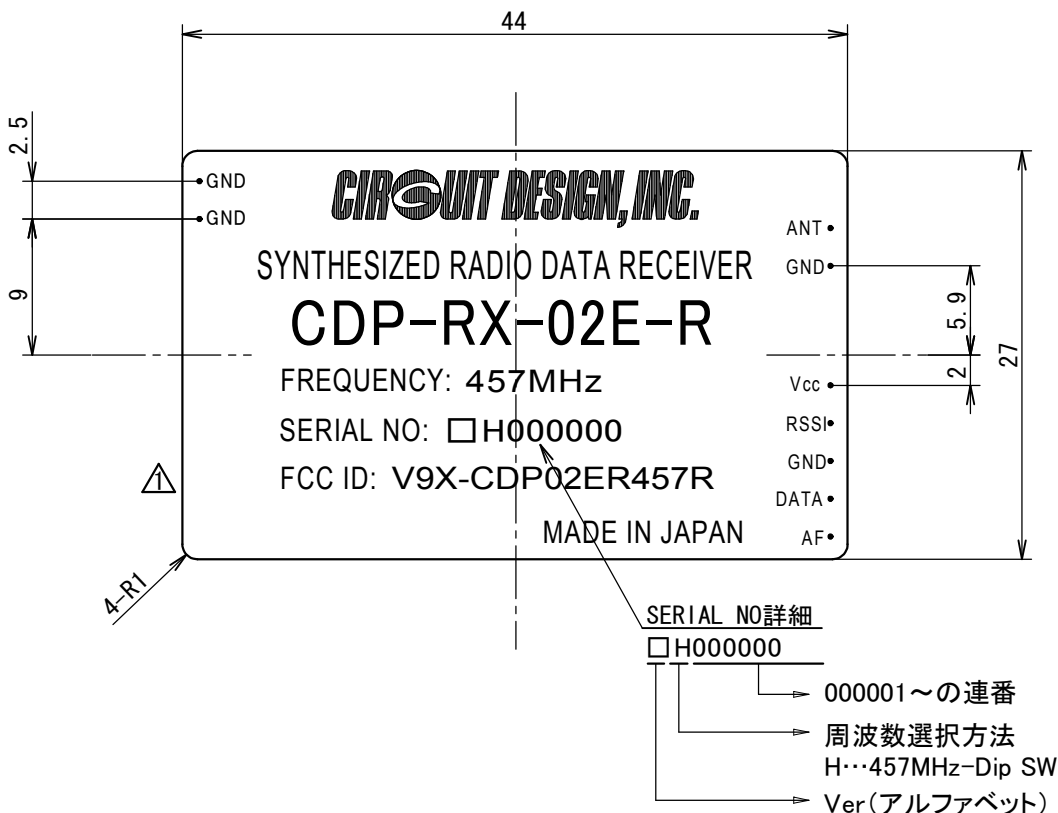 44
2.5
GND
GND
CIRCUIT DESIGN, INC.
ANT
SYNTHESIZED RADIO DATA RECEIVER
GND
9
5.9
CDP-RX-02E-R
27
2
FREQUENCY: 457MHz
Vcc
SERIAL NO: □H000000
RSSI
GND
1
FCC ID: V9X-CDP02ER457R
DATA
MADE IN JAPAN
AF
4-R1
SERIAL NO詳細
□H000000
000001~の連番
周波数選択方法
H…457MHz-Dip SW
Ver(アルファベット)